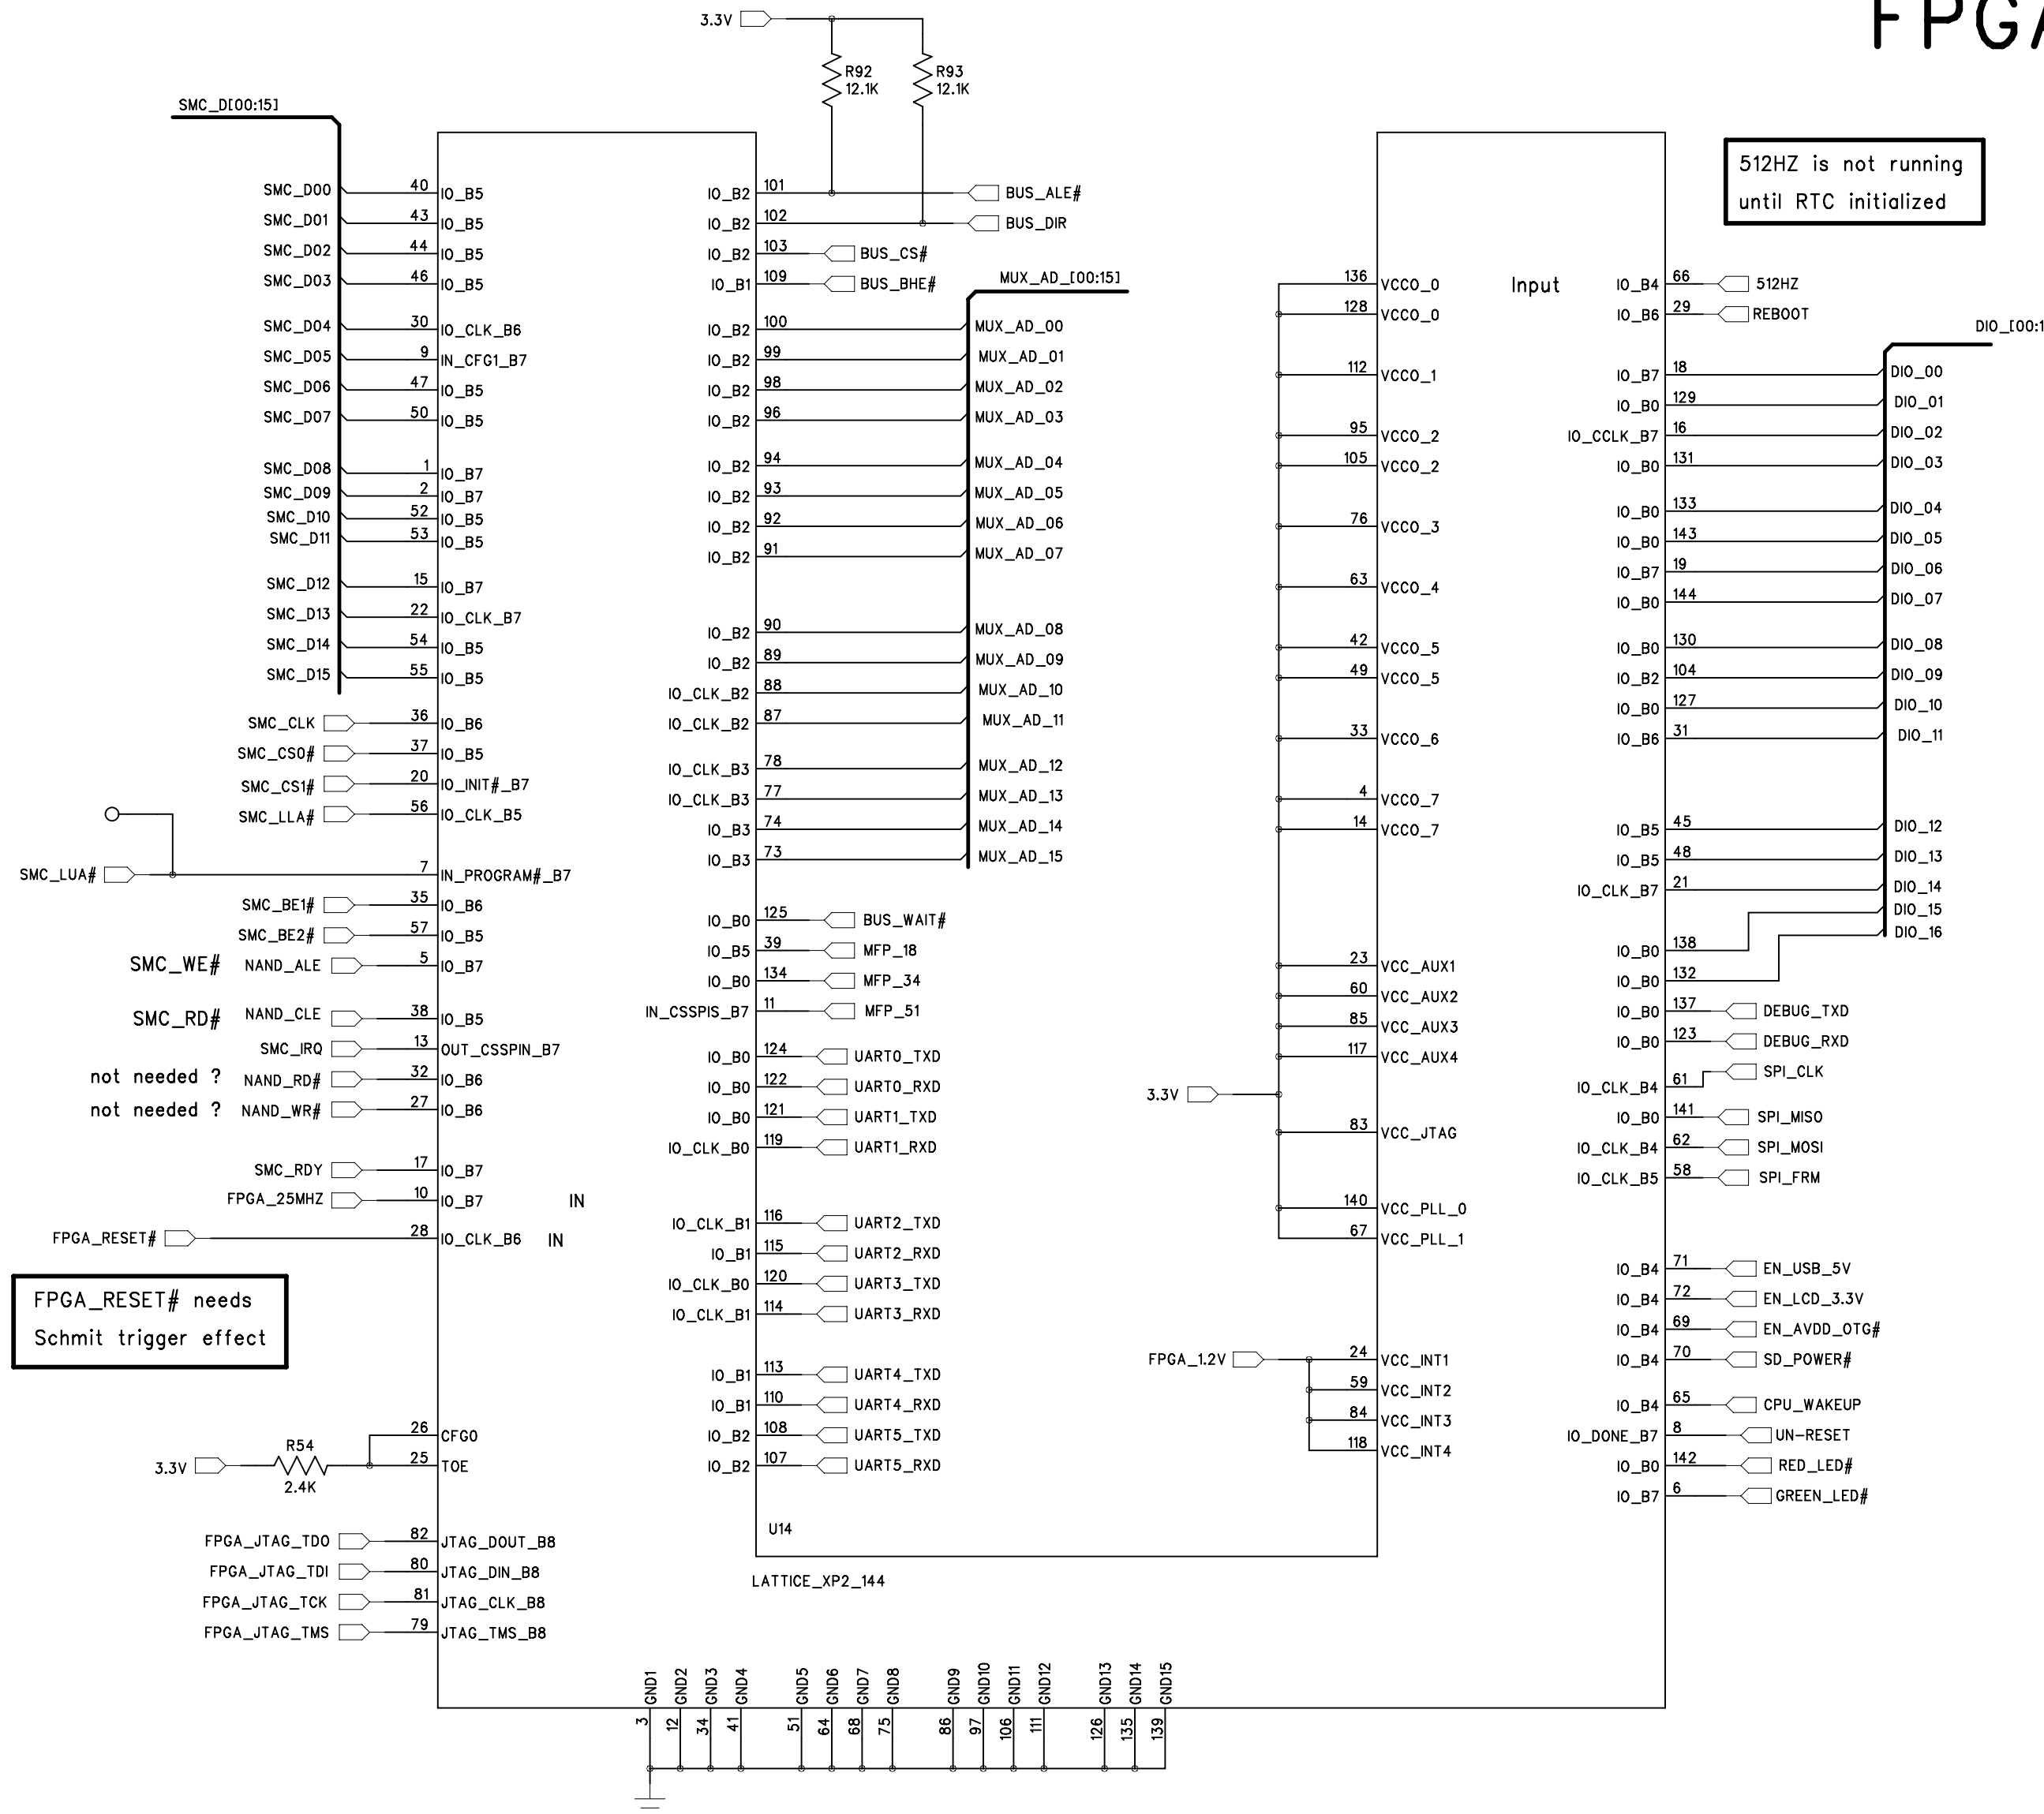 FPGA
3.3V
R92
12.1K
R93
12.1K
SMC_D[00:15]
512HZ is not running
until RTC initialized
SMC_D00 40 IO_B5
SMC_D01 43 IO_B5
SMC_D02 44 IO_B5
SMC_D03 46 IO_B5
SMC_D04 30 IO_CLK_B6
SMC_D05 9 IN_CFG1_B7
SMC_D06 47 IO_B5
SMC_D07 50 IO_B5
SMC_D08 1 IO_B7
SMC_D09 2 IO_B7
SMC_D10 52 IO_B5
SMC_D11 53 IO_B5
SMC_D12 15 IO_B7
SMC_D13 22 IO_CLK_B7
SMC_D14 54 IO_B5
SMC_D15 55 IO_B5
SMC_CLK 36 IO_B6
SMC_CS0# 37 IO_B5
SMC_CS1# 20 IO_INIT#_B7
SMC_LLA# 56 IO_CLK_B5
SMC_LUA# 7 IN_PROGRAM#_B7
SMC_BE1# 35 IO_B6
SMC_BE2# 57 IO_B5
SMC_WE# NAND_ALE 5 IO_B7
SMC_RD# NAND_CLE 38 IO_B5
SMC_IRQ 13 OUT_CSSPIN_B7
not needed ? NAND_RD# 32 IO_B6
not needed ? NAND_WR# 27 IO_B6
SMC_RDY 17 IO_B7
FPGA_25MHZ 10 IO_B7 IN
FPGA_RESET# 28 IO_CLK_B6 IN
FPGA_RESET# needs
Schmit trigger effect
26 CFG0
3.3V R54 25 TOE
2.4K
FPGA_JTAG_TDO 82 JTAG_DOUT_B8
FPGA_JTAG_TDI 80 JTAG_DIN_B8
FPGA_JTAG_TCK 81 JTAG_CLK_B8
FPGA_JTAG_TMS 79 JTAG_TMS_B8
IO_B2 101 BUS_ALE#
IO_B2 102 BUS_DIR
IO_B2 103 BUS_CS#
IO_B1 109 BUS_BHE#
MUX_AD_[00:15]
IO_B2 100 MUX_AD_00
IO_B2 99 MUX_AD_01
IO_B2 98 MUX_AD_02
IO_B2 96 MUX_AD_03
IO_B2 94 MUX_AD_04
IO_B2 93 MUX_AD_05
IO_B2 92 MUX_AD_06
IO_B2 91 MUX_AD_07
IO_B2 90 MUX_AD_08
IO_B2 89 MUX_AD_09
IO_CLK_B2 88 MUX_AD_10
IO_CLK_B2 87 MUX_AD_11
IO_CLK_B3 78 MUX_AD_12
IO_CLK_B3 77 MUX_AD_13
IO_B3 74 MUX_AD_14
IO_B3 73 MUX_AD_15
IO_B0 125 BUS_WAIT#
IO_B5 39 MFP_18
IO_B0 134 MFP_34
IN_CSSPIS_B7 11 MFP_51
IO_B0 124 UART0_TXD
IO_B0 122 UART0_RXD
IO_B0 121 UART1_TXD
IO_CLK_B0 119 UART1_RXD
IO_CLK_B1 116 UART2_TXD
IO_B1 115 UART2_RXD
IO_CLK_B0 120 UART3_TXD
IO_CLK_B1 114 UART3_RXD
IO_B1 113 UART4_TXD
IO_B1 110 UART4_RXD
IO_B2 108 UART5_TXD
IO_B2 107 UART5_RXD
U14
LATTICE_XP2_144
136 VCCO_0
128 VCCO_0
112 VCCO_1
95 VCCO_2
105 VCCO_2
76 VCCO_3
63 VCCO_4
42 VCCO_5
49 VCCO_5
33 VCCO_6
4 VCCO_7
14 VCCO_7
23 VCC_AUX1
60 VCC_AUX2
85 VCC_AUX3
117 VCC_AUX4
3.3V
83 VCC_JTAG
140 VCC_PLL_0
67 VCC_PLL_1
FPGA_1.2V 24 VCC_INT1
59 VCC_INT2
84 VCC_INT3
118 VCC_INT4
Input IO_B4 66 512HZ
IO_B6 29 REBOOT
DIO_[00:1
IO_B7 18 DIO_00
IO_B0 129 DIO_01
IO_CCLK_B7 16 DIO_02
IO_B0 131 DIO_03
IO_B0 133 DIO_04
IO_B0 143 DIO_05
IO_B7 19 DIO_06
IO_B0 144 DIO_07
IO_B0 130 DIO_08
IO_B2 104 DIO_09
IO_B0 127 DIO_10
IO_B6 31 DIO_11
IO_B5 45 DIO_12
IO_B5 48 DIO_13
IO_CLK_B7 21 DIO_14
IO_B0 138 DIO_15
IO_B0 132 DIO_16
IO_B0 137 DEBUG_TXD
IO_B0 123 DEBUG_RXD
IO_CLK_B4 61 SPI_CLK
IO_B0 141 SPI_MISO
IO_CLK_B4 62 SPI_MOSI
IO_CLK_B5 58 SPI_FRM
IO_B4 71 EN_USB_5V
IO_B4 72 EN_LCD_3.3V
IO_B4 69 EN_AVDD_OTG#
IO_B4 70 SD_POWER#
IO_B4 65 CPU_WAKEUP
IO_DONE_B7 8 UN-RESET
IO_B0 142 RED_LED#
IO_B7 6 GREEN_LED#
GND1 GND2 GND3 GND4 GND5 GND6 GND7 GND8 GND9 GND10 GND11 GND12 GND13 GND14 GND15
3 12 34 41 51 64 68 75 86 97 106 111 126 135 139